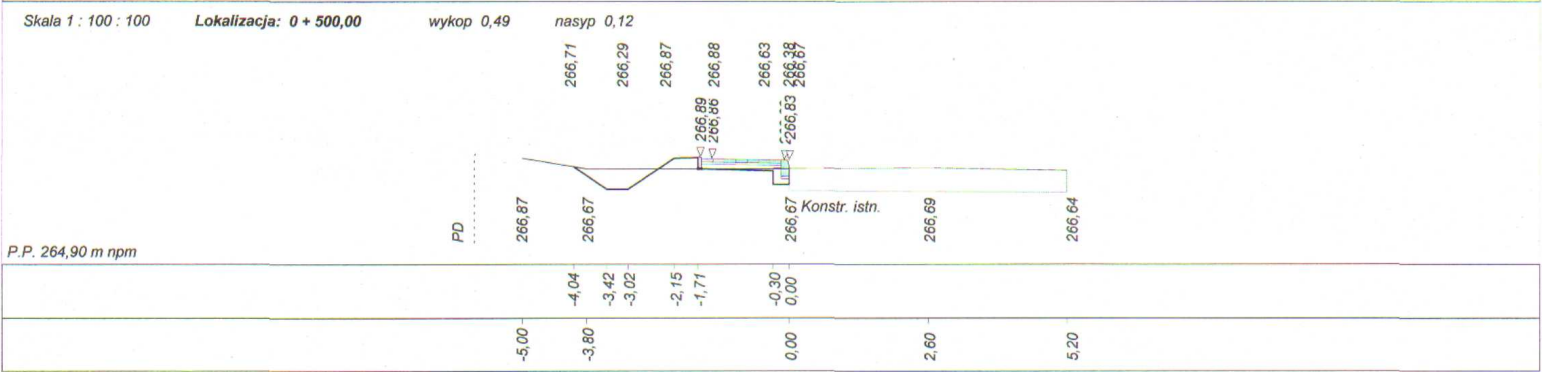 Skala 1 : 100 : 100 Lokalizacja: 0 + 500,00 wykop 0,49 nasyp 0,12
266,71 266,29 266,87 266,88 266,63 266,38 266,67
266,89 266,86 266,83
PD 266,87 266,67 266,67 Konstr. istn. 266,69 266,64
P.P. 264,90 m npm
-4,04 -3,42 -3,02 -2,15 -1,71 -0,30 0,00
-5,00 -3,80 0,00 2,60 5,20